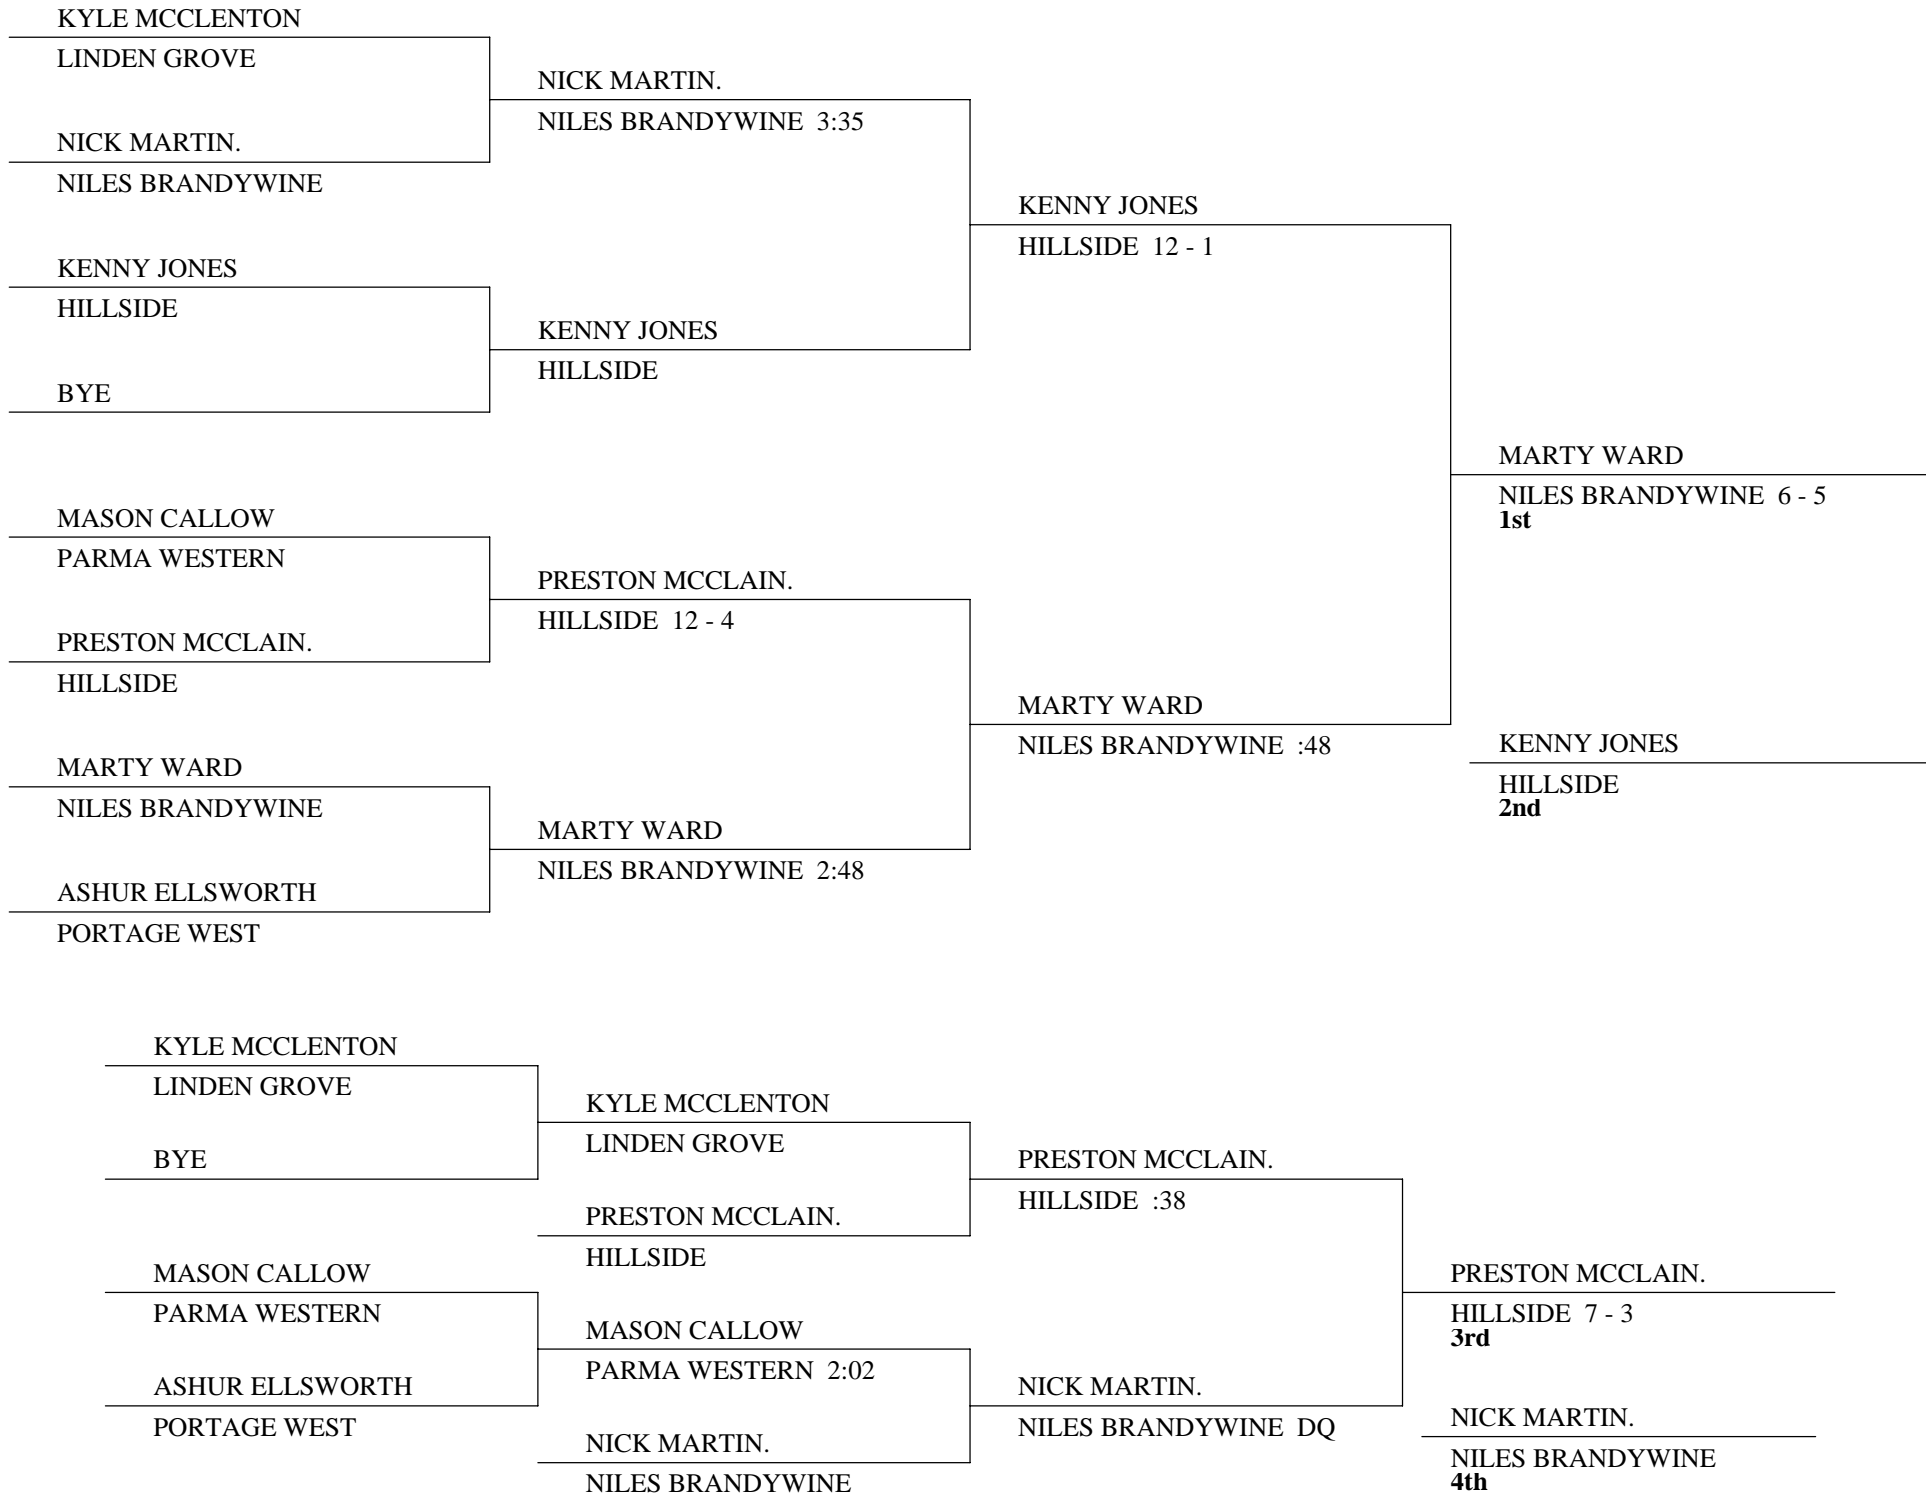 KYLE MCCLENTON
LINDEN GROVE
NICK MARTIN.
NILES BRANDYWINE
KENNY JONES
HILLSIDE
BYE
MASON CALLOW
PARMA WESTERN
PRESTON MCCLAIN.
HILLSIDE
MARTY WARD
NILES BRANDYWINE
ASHUR ELLSWORTH
PORTAGE WEST
NICK MARTIN.
NILES BRANDYWINE 3:35
KENNY JONES
HILLSIDE
PRESTON MCCLAIN.
HILLSIDE 12 - 4
MARTY WARD
NILES BRANDYWINE 2:48
KENNY JONES
HILLSIDE 12 - 1
MARTY WARD
NILES BRANDYWINE :48
MARTY WARD
NILES BRANDYWINE 6 - 5
1st
KENNY JONES
HILLSIDE
2nd
KYLE MCCLENTON
LINDEN GROVE
BYE
MASON CALLOW
PARMA WESTERN
ASHUR ELLSWORTH
PORTAGE WEST
KYLE MCCLENTON
LINDEN GROVE
PRESTON MCCLAIN.
HILLSIDE
MASON CALLOW
PARMA WESTERN 2:02
NICK MARTIN.
NILES BRANDYWINE
PRESTON MCCLAIN.
HILLSIDE :38
NICK MARTIN.
NILES BRANDYWINE DQ
PRESTON MCCLAIN.
HILLSIDE 7 - 3
3rd
NICK MARTIN.
NILES BRANDYWINE
4th